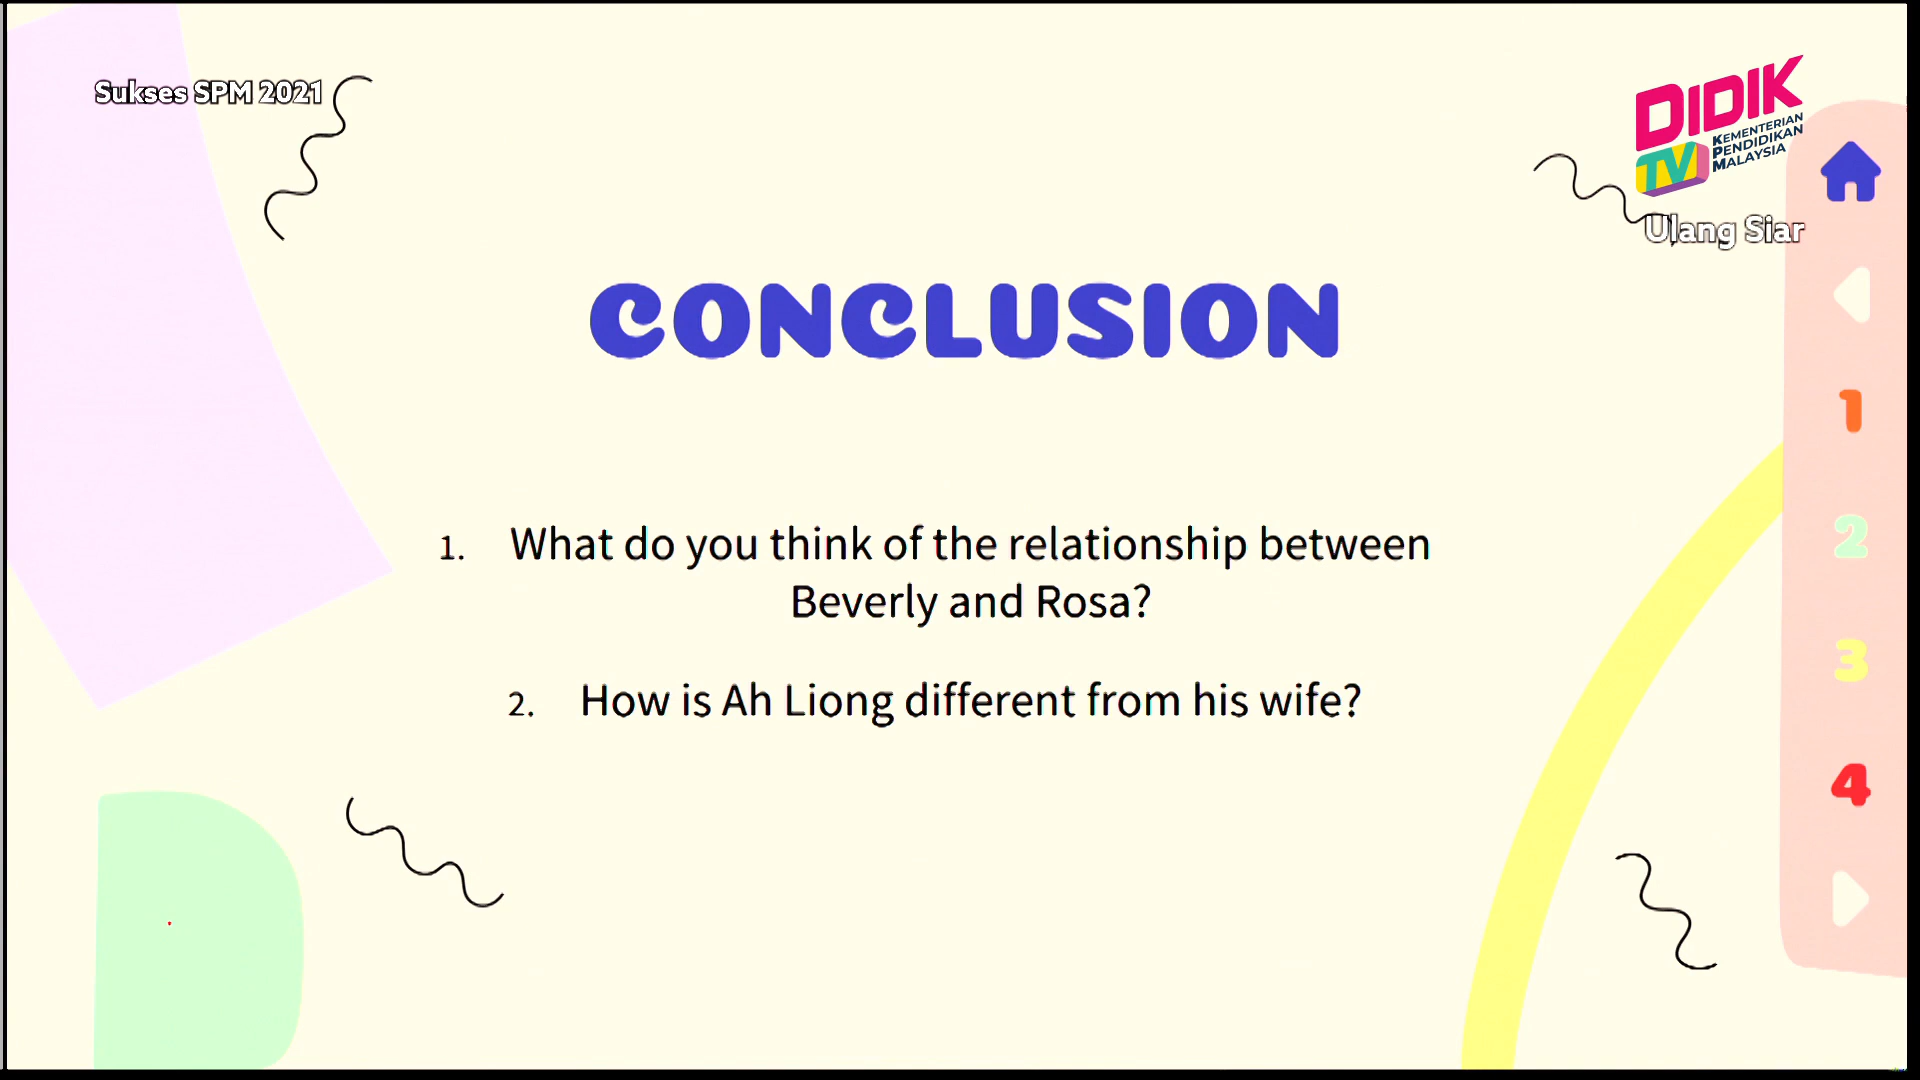 Sukses SPM 2021
DIDIK
TV
KEMENTERIAN
PENDIDIKAN
MALAYSIA
Ulang Siar
CONCLUSION
1. What do you think of the relationship between
Beverly and Rosa?
2. How is Ah Liong different from his wife?
1
2
3
4